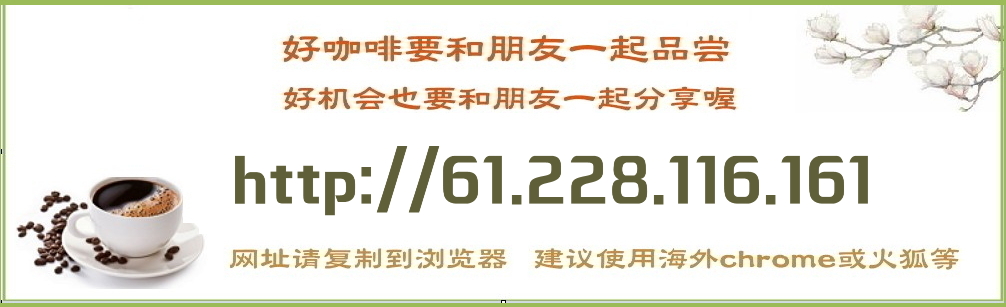 好咖啡要和朋友一起品尝
好机会也要和朋友一起分享喔
http://61.228.116.161
网址请复制到浏览器 建议使用海外chrome或火狐等